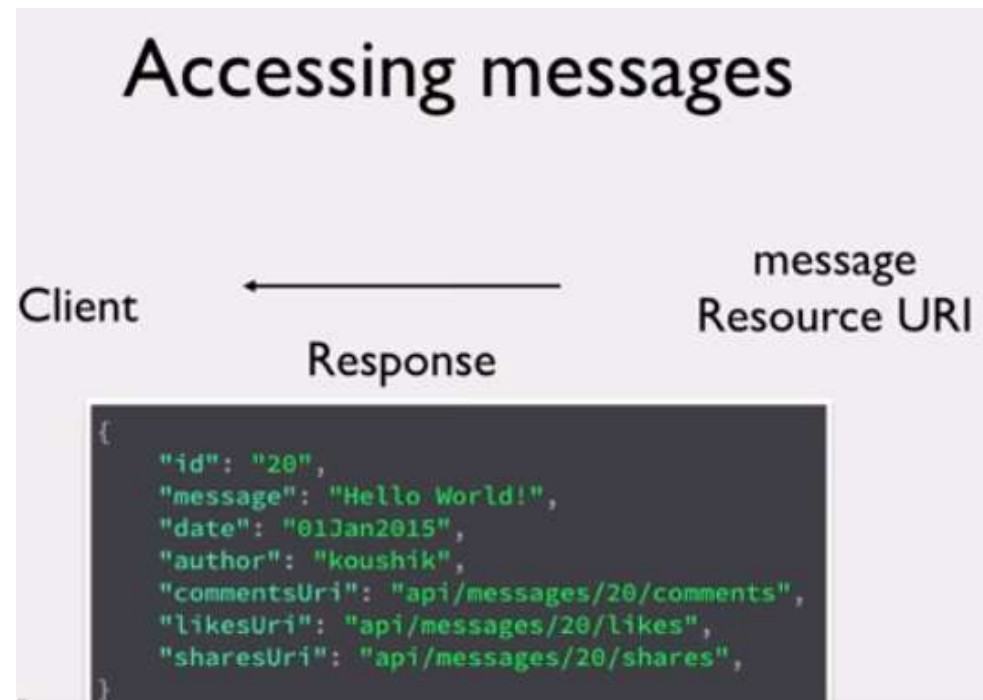 Accessing messages
message
Client
Resource URI
Response
{
"id": "20",
"message": "Hello World!",
"date": "01Jan2015",
"author": "koushik",
"commentsUri": "api/messages/20/comments",
"likesUri": "api/messages/20/likes",
"sharesUri": "api/messages/20/shares",
}